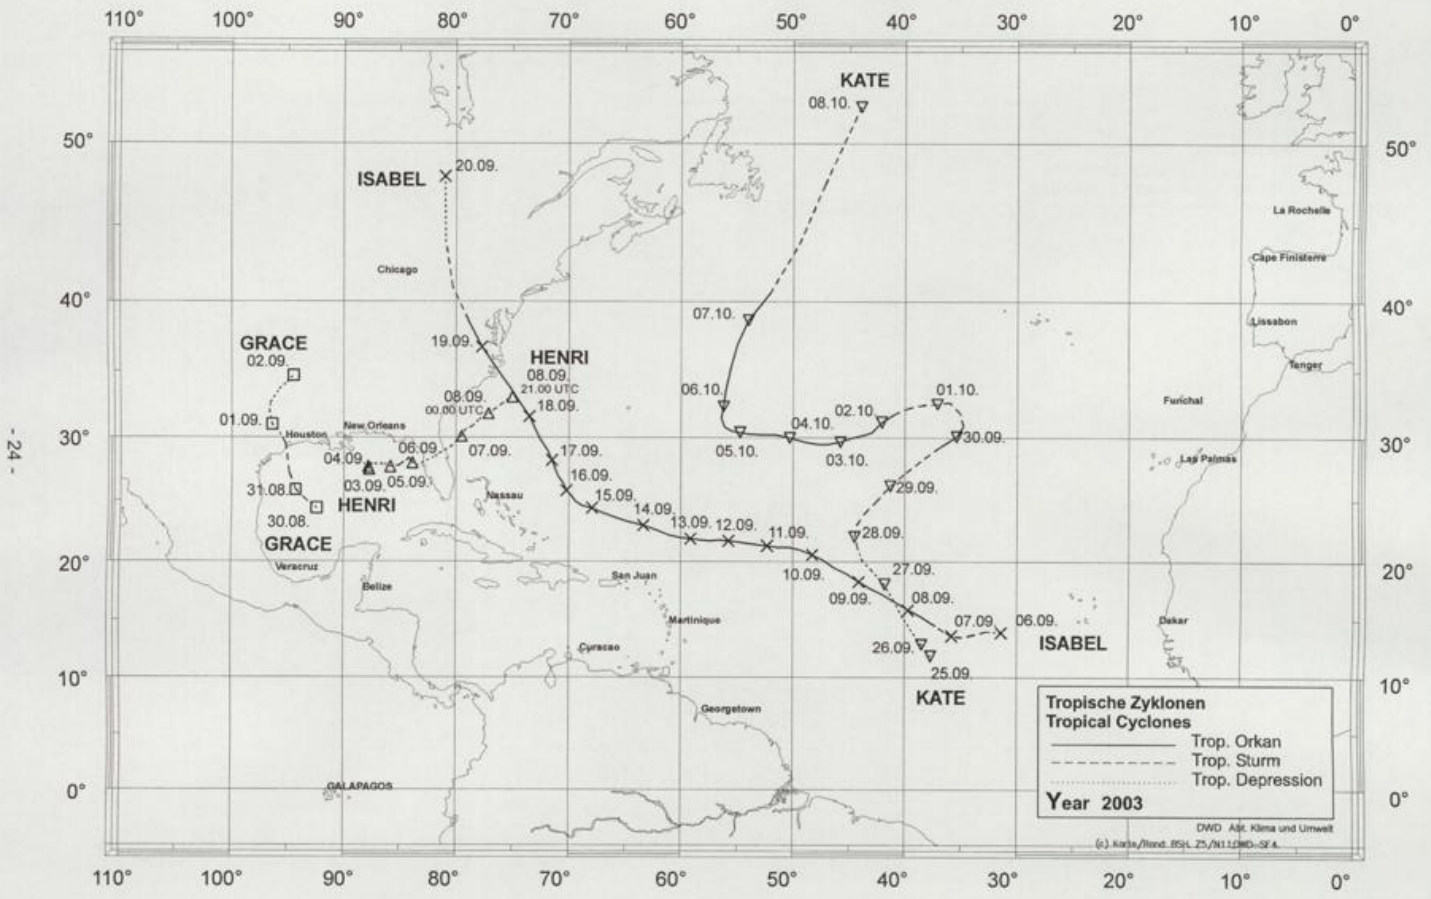 110° 100° 90° 80° 70° 60° 50° 40° 30° 20° 10° 0°
KATE
08.10.
50° 50°
ISABEL 20.09.
La Rochelle
Chicago
Cape Finisterre
40° 40°
07.10.
Lissabon
GRACE
02.09.
19.09.
HENRI
08.09.
21.00 UTC
Tanger
08.09.
00.00 UTC
18.09.
06.10.
01.10.
02.10.
04.10.
Furichal
01.09.
Houston
New Orleans
30° 30°
07.09.
05.10.
03.10.
30.09.
04.09.
06.09.
17.09.
Las Palmas
03.09.
05.09.
16.09.
29.09.
31.08.
HENRI
Nassau
15.09.
14.09.
30.08.
GRACE
13.09.
12.09.
11.09.
28.09.
20° 20°
Veracruz
Belize
San Juan
10.09.
27.09.
09.09.
08.09.
Martinique
07.09.
06.09.
ISABEL
Dakar
Curacao
26.09.
25.09.
KATE
10° 10°
Georgetown
Tropische Zyklonen
Tropical Cyclones
Trop. Orkan
Trop. Sturm
Trop. Depression
Year 2003
GALAPAGOS
0° 0°
DWD Abt. Klima und Umwelt
110° 100° 90° 80° 70° 60° 50° 40° 30° 20° 10° 0°
- 24 -